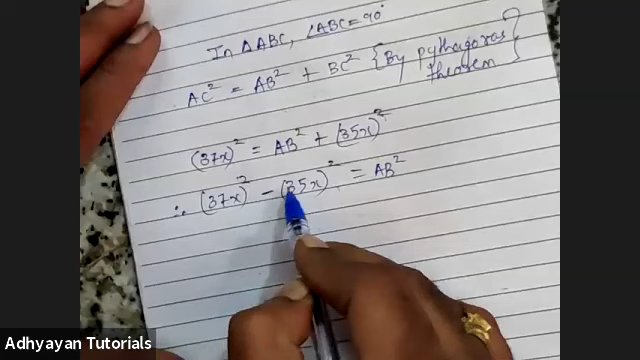 In ΔABC, ∠ABC = 90°
AC² = AB² + BC² {By pythagoras theorem}
(37x)² = AB² + (35x)²
∴ (37x)² - (35x)² = AB²
Adhyayan Tutorials